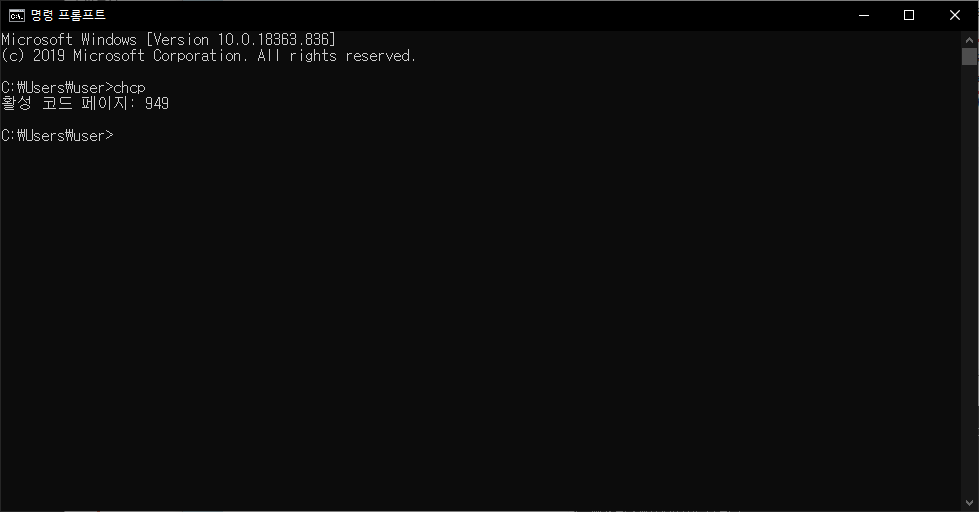 명령 프롬프트
Microsoft Windows [Version 10.0.18363.836]
(c) 2019 Microsoft Corporation. All rights reserved.
C:₩Users₩user>chcp
활성 코드 페이지: 949
C:₩Users₩user>